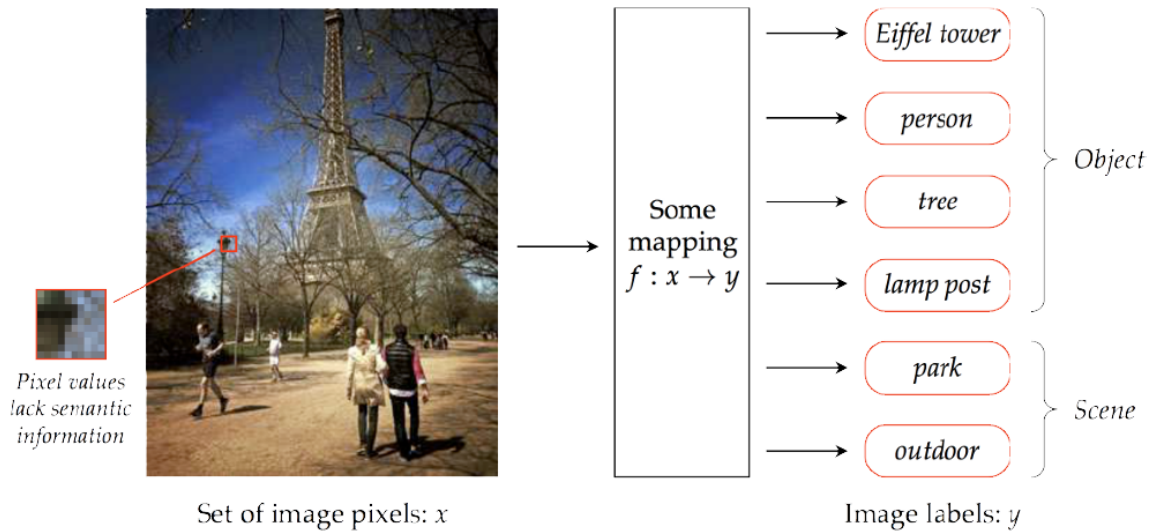 Pixel values
lack semantic
information
Set of image pixels: x
Some
mapping
f : x → y
Eiffel tower
person
tree
lamp post
park
outdoor
Object
Scene
Image labels: y